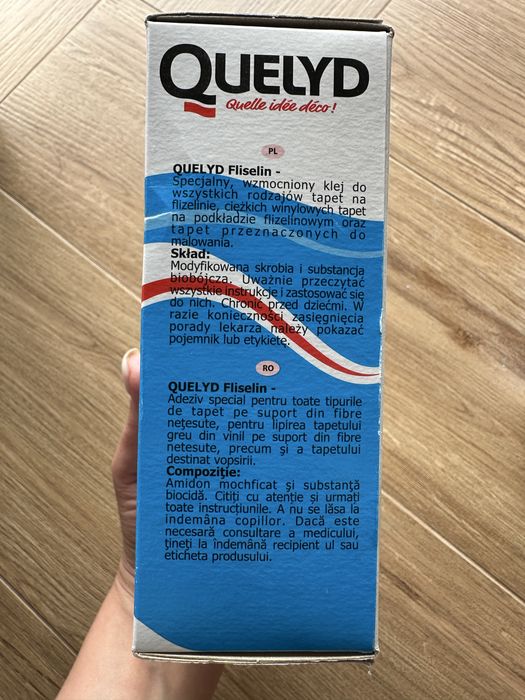 QUELYD
Quelle idée déco!
PL
QUELYD Fliselin -
Specjalny, wzmocniony klej do
wszystkich rodzajów tapet na
flizelinie, ciężkich winylowych tapet
na podkładzie flizelinowym oraz
tapet przeznaczonych do
malowania.
Skład:
Modyfikowana skrobia i substancja
biobójcza. Uważnie przeczytać
wszystkie instrukcje i zastosować się
do nich. Chronić przed dziećmi. W
razie konieczności zasięgnięcia
porady lekarza należy pokazać
pojemnik lub etykietę.
RO
QUELYD Fliselin -
Adeziv special pentru toate tipurile
de tapet pe suport din fibre
nețesute, pentru lipirea tapetului
greu din vinil pe suport din fibre
netesute, precum și a tapetului
destinat vopsirii.
Compoziție:
Amidon mochficat și substanță
biocidă. Citiți cu atenție și urmați
toate instrucțiunile. A nu se lăsa la
îndemâna copillor. Dacă este
necesară consultare a medicului,
țineți la îndemână recipient ul sau
eticheta produsului.